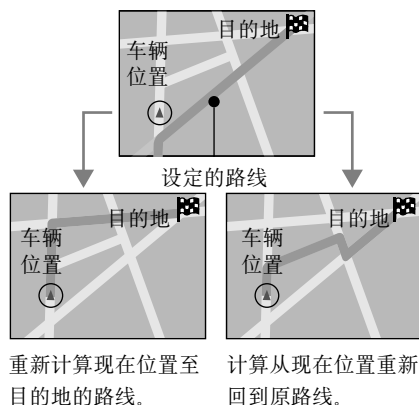 目的地
车辆
位置
设定的路线
目的地
车辆
位置
目的地
车辆
位置
重新计算现在位置至
目的地的路线。
计算从现在位置重新
回到原路线。